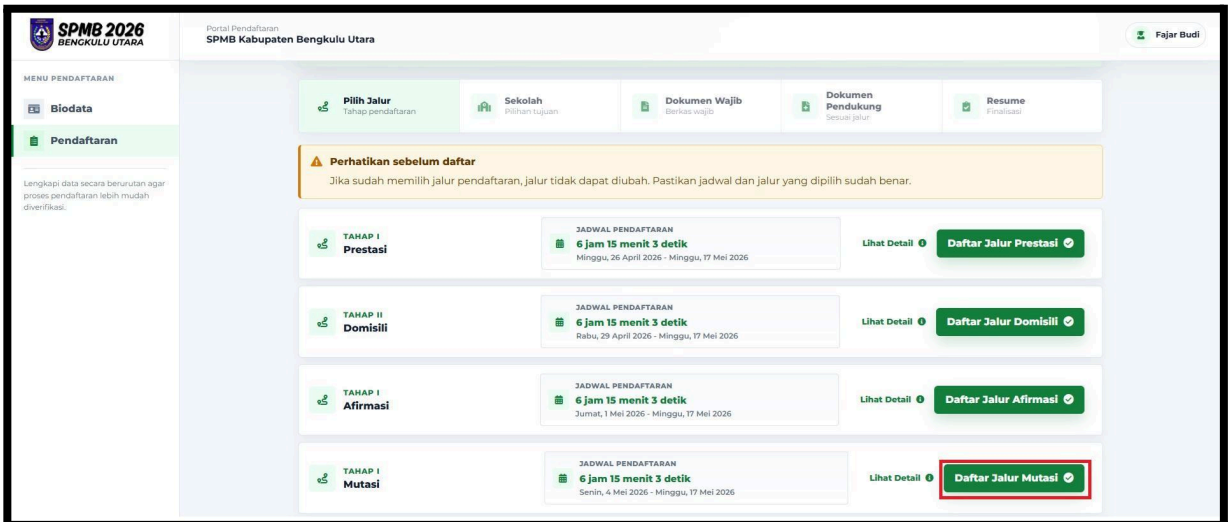 SPMB 2026
BENGKULU UTARA
Portal Pendaftaran
SPMB Kabupaten Bengkulu Utara
Fajar Budi
MENU PENDAFTARAN
Biodata
Pendaftaran
Lengkapi data secara berurutan agar
proses pendaftaran lebih mudah
diverifikasi.
Pilih Jalur
Tahap pendaftaran
Sekolah
Pilihan tujuan
Dokumen Wajib
Berkas wajib
Dokumen
Pendukung
Sesuai jalur
Resume
Finalisasi
Perhatikan sebelum daftar
Jika sudah memilih jalur pendaftaran, jalur tidak dapat diubah. Pastikan jadwal dan jalur yang dipilih sudah benar.
TAHAP I
Prestasi
JADWAL PENDAFTARAN
6 jam 15 menit 3 detik
Minggu, 26 April 2026 - Minggu, 17 Mei 2026
Lihat Detail
Daftar Jalur Prestasi
TAHAP II
Domisili
JADWAL PENDAFTARAN
6 jam 15 menit 3 detik
Rabu, 29 April 2026 - Minggu, 17 Mei 2026
Lihat Detail
Daftar Jalur Domisili
TAHAP I
Afirmasi
JADWAL PENDAFTARAN
6 jam 15 menit 3 detik
Jumat, 1 Mei 2026 - Minggu, 17 Mei 2026
Lihat Detail
Daftar Jalur Afirmasi
TAHAP I
Mutasi
JADWAL PENDAFTARAN
6 jam 15 menit 3 detik
Senin, 4 Mei 2026 - Minggu, 17 Mei 2026
Lihat Detail
Daftar Jalur Mutasi